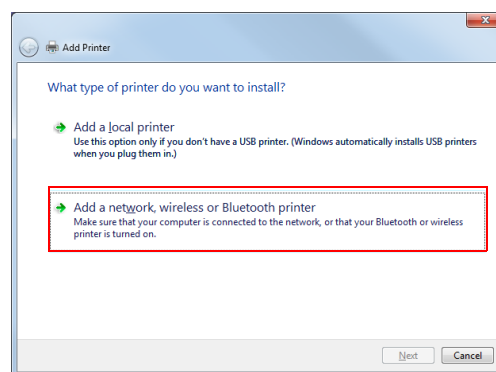 Add Printer
What type of printer do you want to install?
Add a local printer
Use this option only if you don't have a USB printer. (Windows automatically installs USB printers
when you plug them in.)
Add a network, wireless or Bluetooth printer
Make sure that your computer is connected to the network, or that your Bluetooth or wireless
printer is turned on.
Next Cancel